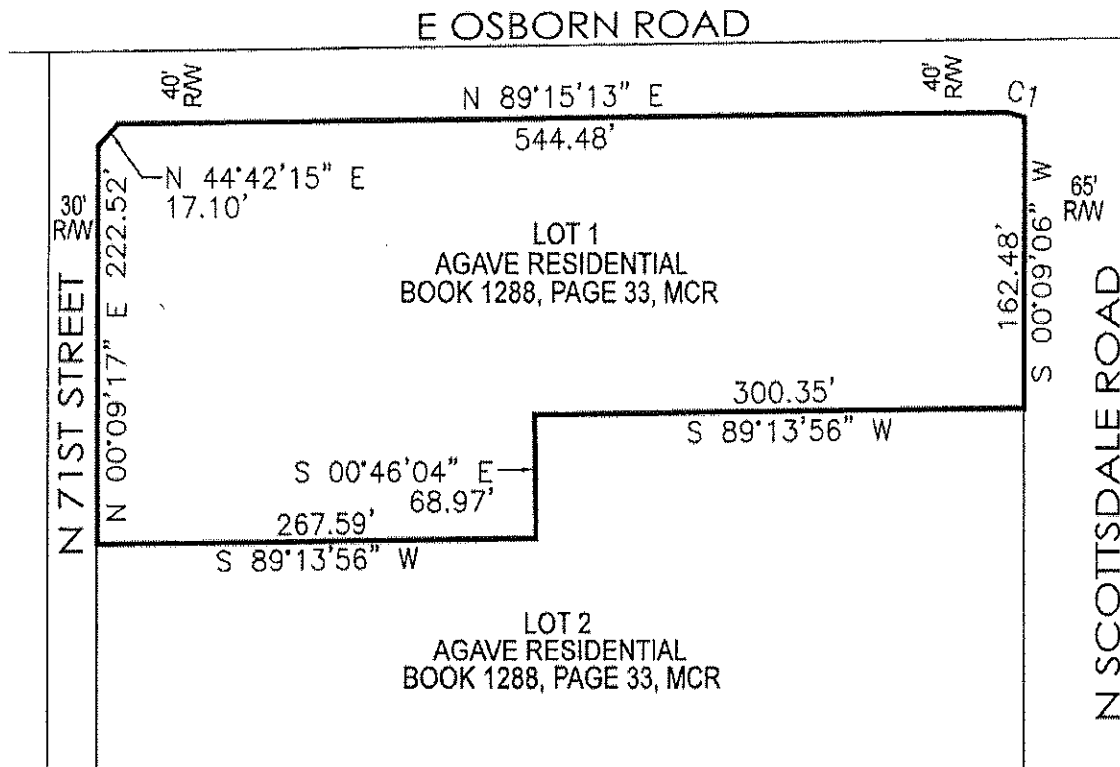 E OSBORN ROAD
40'
R/W
40'
R/W
N 89°15'13" E
544.48'
C1
N 44°42'15" E
17.10'
30'
R/W
N 00°09'17" E 222.52'
N 71ST STREET
LOT 1
AGAVE RESIDENTIAL
BOOK 1288, PAGE 33, MCR
162.48'
S 00°09'06" W
65'
R/W
N SCOTTSDALE ROAD
300.35'
S 89°13'56" W
S 00°46'04" E
68.97'
267.59'
S 89°13'56" W
LOT 2
AGAVE RESIDENTIAL
BOOK 1288, PAGE 33, MCR